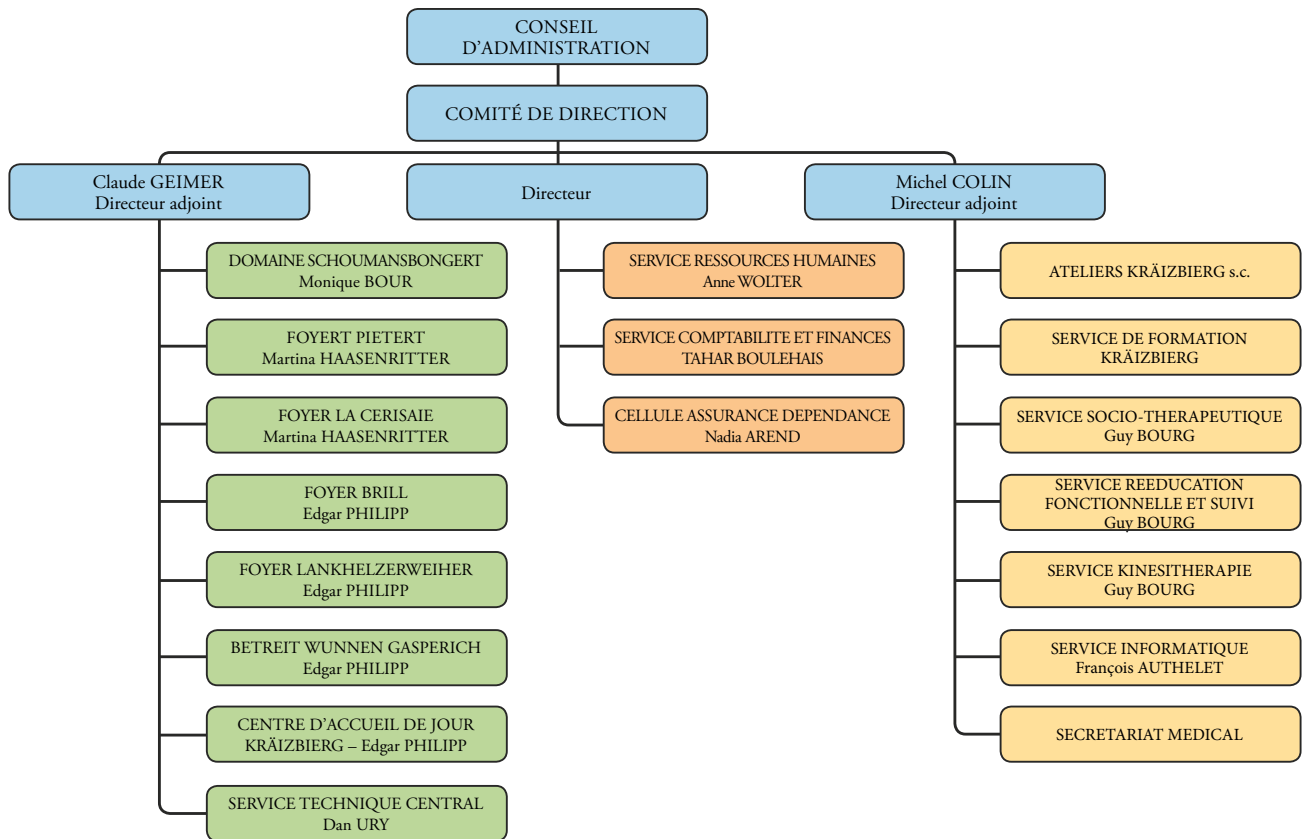 CONSEIL
D'ADMINISTRATION
COMITÉ DE DIRECTION
Claude GEIMER
Directeur adjoint
Directeur
Michel COLIN
Directeur adjoint
DOMAINE SCHOUMANSBONGERT
Monique BOUR
FOYERT PIETERT
Martina HAASENRITTER
FOYER LA CERISAIE
Martina HAASENRITTER
FOYER BRILL
Edgar PHILIPP
FOYER LANKHELZERWEIHER
Edgar PHILIPP
BETREIT WUNNEN GASPERICH
Edgar PHILIPP
CENTRE D'ACCUEIL DE JOUR
KRÄIZBIERG – Edgar PHILIPP
SERVICE TECHNIQUE CENTRAL
Dan URY
SERVICE RESSOURCES HUMAINES
Anne WOLTER
SERVICE COMPTABILITE ET FINANCES
TAHAR BOULEHAIS
CELLULE ASSURANCE DEPENDANCE
Nadia AREND
ATELIERS KRÄIZBIERG s.c.
SERVICE DE FORMATION
KRÄIZBIERG
SERVICE SOCIO-THERAPEUTIQUE
Guy BOURG
SERVICE REEDUCATION
FONCTIONNELLE ET SUIVI
Guy BOURG
SERVICE KINESITHERAPIE
Guy BOURG
SERVICE INFORMATIQUE
François AUTHELET
SECRETARIAT MEDICAL